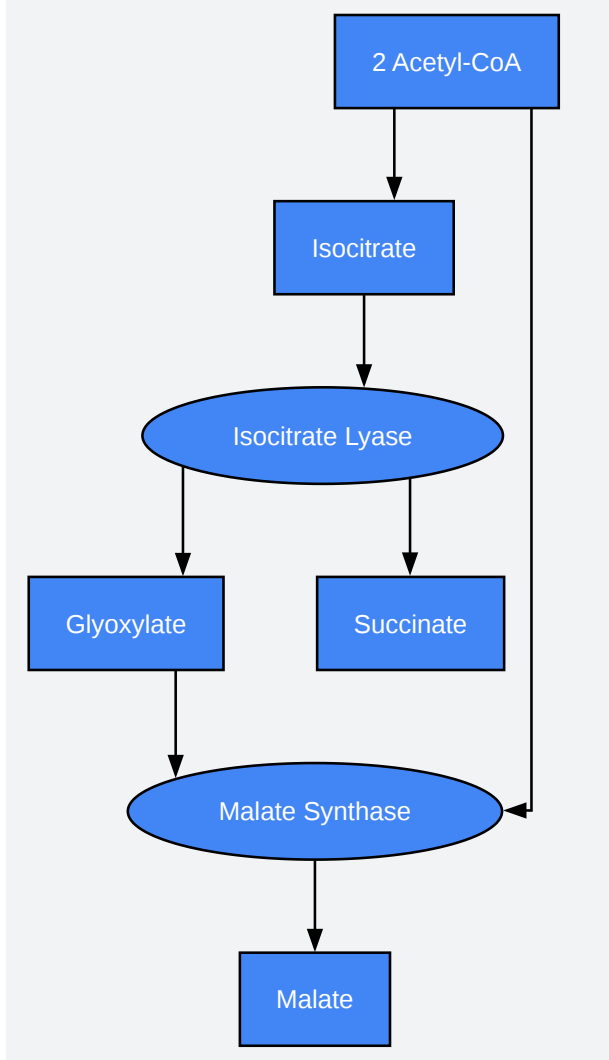 2 Acetyl-CoA
Isocitrate
Isocitrate Lyase
Glyoxylate
Succinate
Malate Synthase
Malate